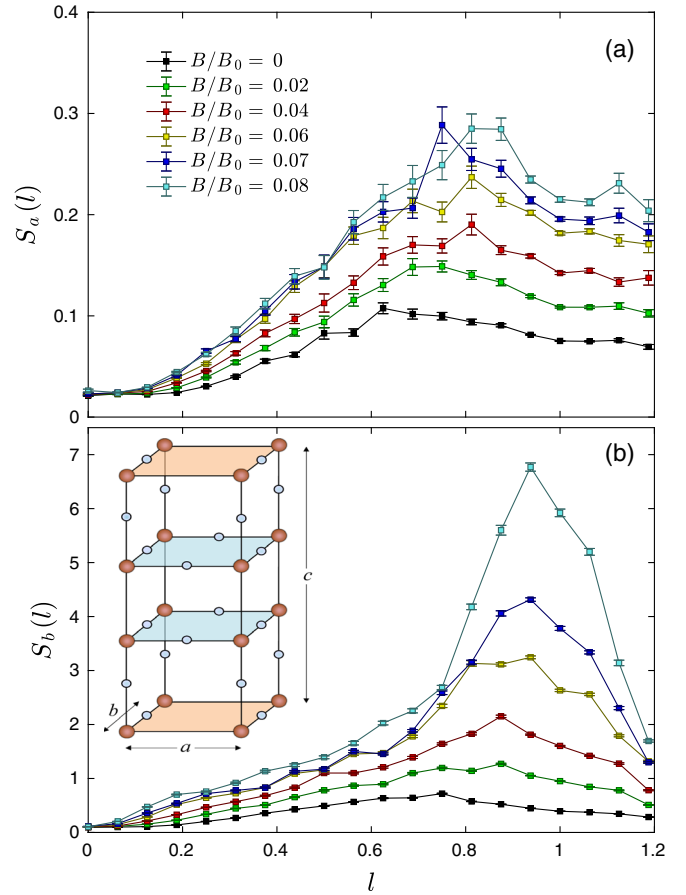 0.4
(a)
B/B₀ = 0
B/B₀ = 0.02
B/B₀ = 0.04
B/B₀ = 0.06
B/B₀ = 0.07
B/B₀ = 0.08
0.3
0.2
0.1
0
Sₐ(l)
(b)
7
6
5
4
3
2
1
0
S_b(l)
c
b
a
0 0.2 0.4 0.6 0.8 1 1.2
l